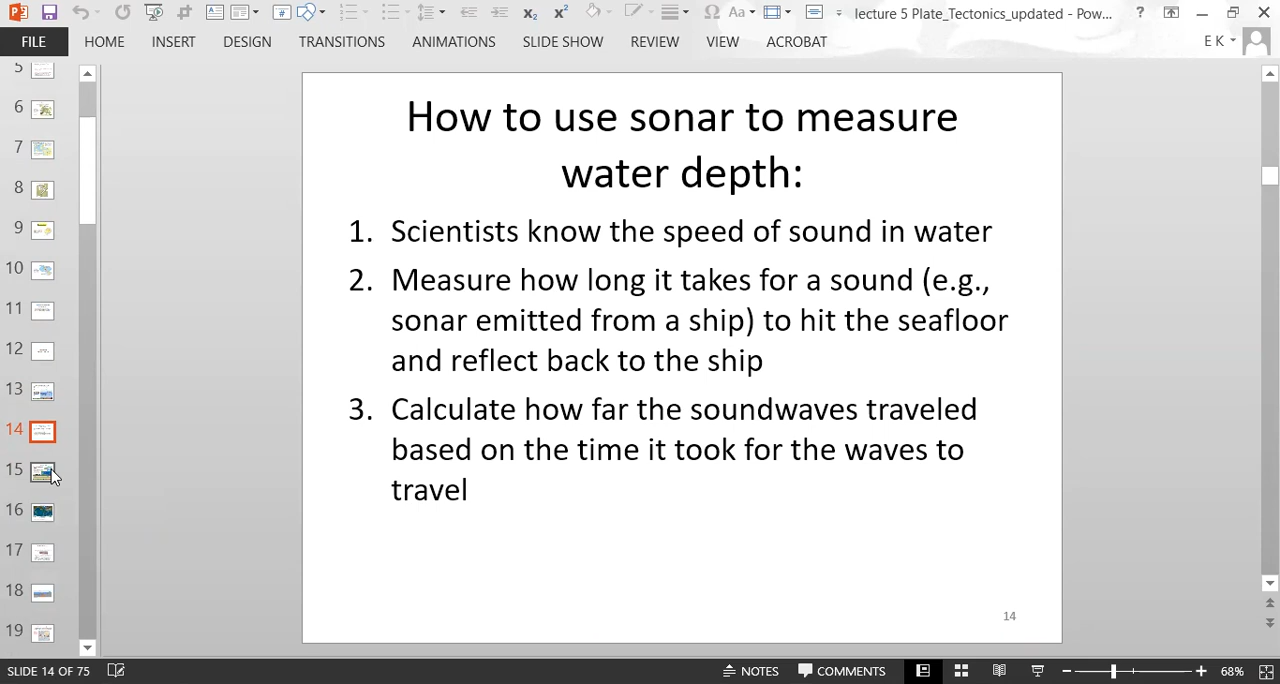 lecture 5 Plate_Tectonics_updated - Pow...
FILE HOME INSERT DESIGN TRANSITIONS ANIMATIONS SLIDE SHOW REVIEW VIEW ACROBAT E K
5
6
7
8
9
10
11
12
13
14
15
16
17
18
19
How to use sonar to measure
water depth:
1. Scientists know the speed of sound in water
2. Measure how long it takes for a sound (e.g.,
sonar emitted from a ship) to hit the seafloor
and reflect back to the ship
3. Calculate how far the soundwaves traveled
based on the time it took for the waves to
travel
14
SLIDE 14 OF 75 NOTES COMMENTS 68%